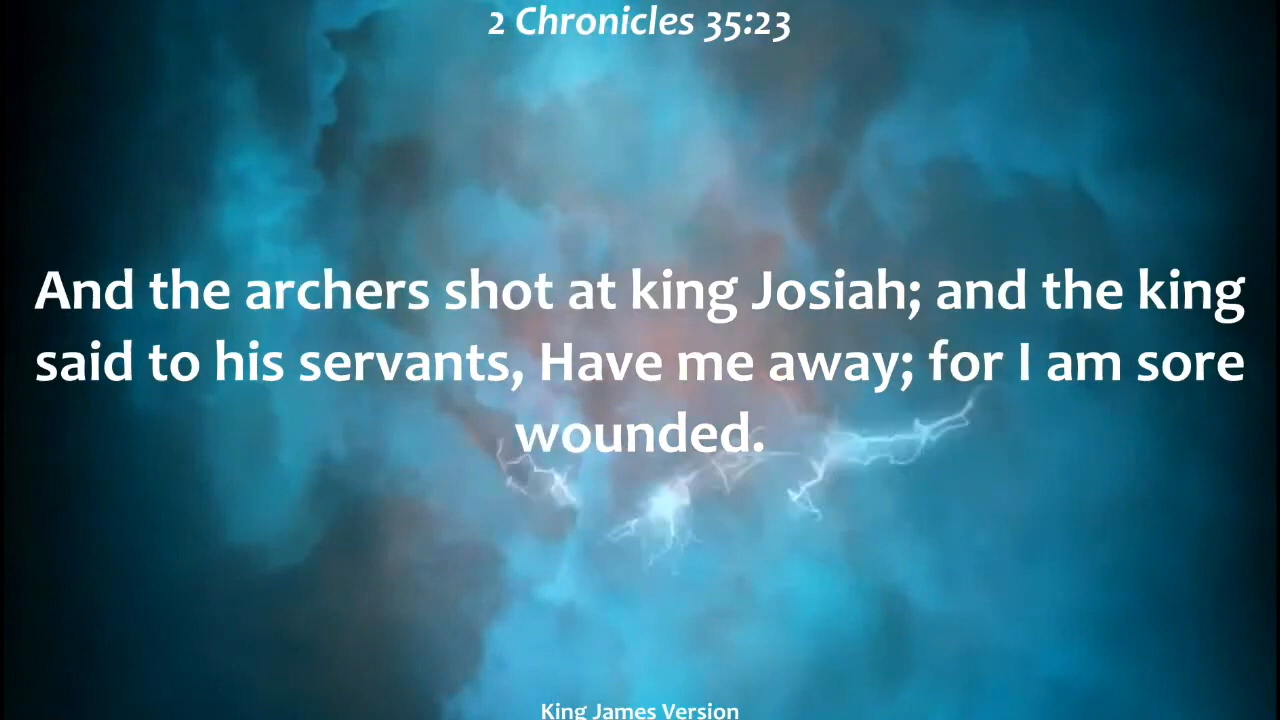 2 Chronicles 35:23
And the archers shot at king Josiah; and the king
said to his servants, Have me away; for I am sore
wounded.
King James Version